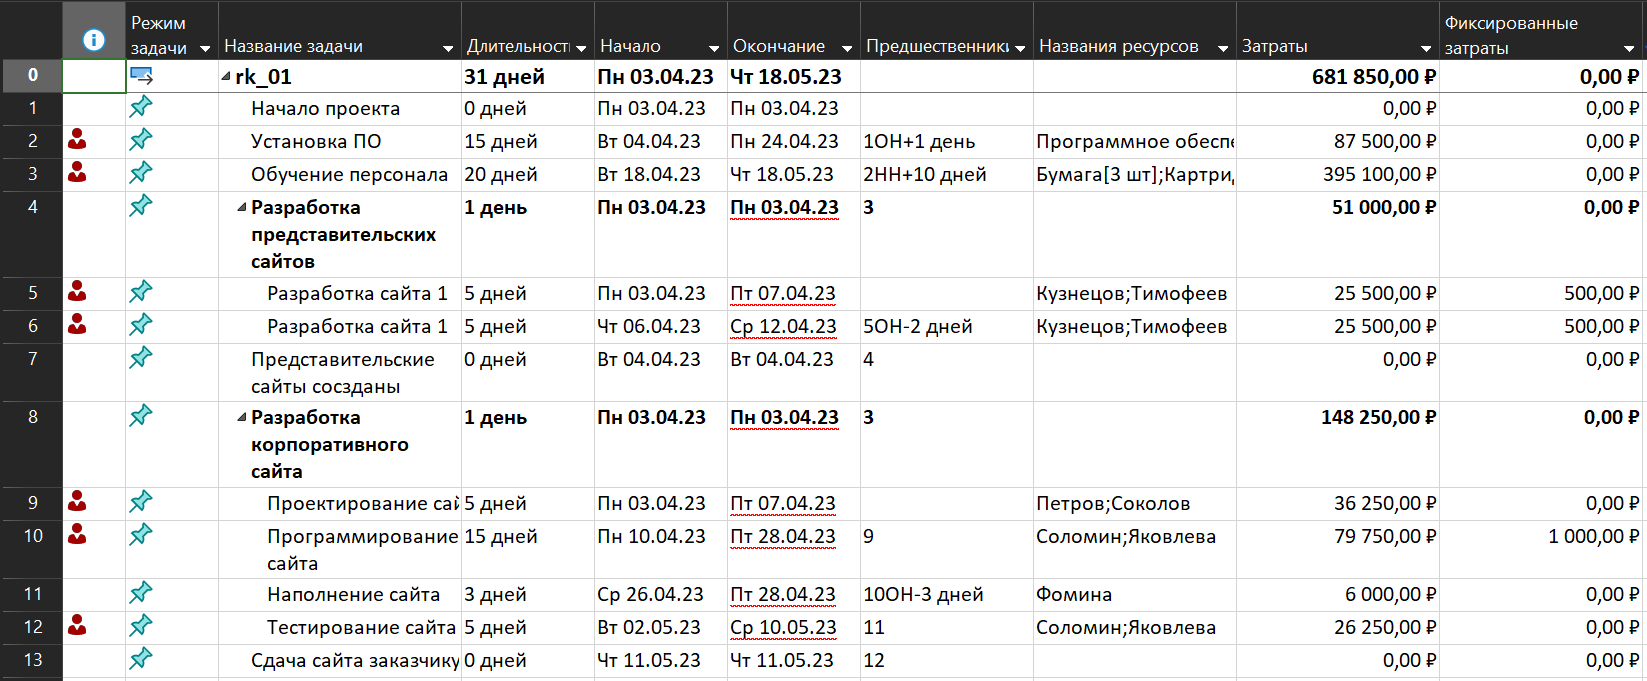 Режим задачи Название задачи Длительность Начало Окончание Предшественники Названия ресурсов Затраты Фиксированные затраты
0 rk_01 31 дней Пн 03.04.23 Чт 18.05.23 681 850,00 ₽ 0,00 ₽
1 Начало проекта 0 дней Пн 03.04.23 Пн 03.04.23 0,00 ₽ 0,00 ₽
2 Установка ПО 15 дней Вт 04.04.23 Пн 24.04.23 1ОН+1 день Программное обеспе 87 500,00 ₽ 0,00 ₽
3 Обучение персонала 20 дней Вт 18.04.23 Чт 18.05.23 2НН+10 дней Бумага[3 шт];Картрид 395 100,00 ₽ 0,00 ₽
4 Разработка представительских сайтов 1 день Пн 03.04.23 Пн 03.04.23 3 51 000,00 ₽ 0,00 ₽
5 Разработка сайта 1 5 дней Пн 03.04.23 Пт 07.04.23 Кузнецов;Тимофеев 25 500,00 ₽ 500,00 ₽
6 Разработка сайта 1 5 дней Чт 06.04.23 Ср 12.04.23 5ОН-2 дней Кузнецов;Тимофеев 25 500,00 ₽ 500,00 ₽
7 Представительские сайты сосзданы 0 дней Вт 04.04.23 Вт 04.04.23 4 0,00 ₽ 0,00 ₽
8 Разработка корпоративного сайта 1 день Пн 03.04.23 Пн 03.04.23 3 148 250,00 ₽ 0,00 ₽
9 Проектирование сай 5 дней Пн 03.04.23 Пт 07.04.23 Петров;Соколов 36 250,00 ₽ 0,00 ₽
10 Программирование сайта 15 дней Пн 10.04.23 Пт 28.04.23 9 Соломин;Яковлева 79 750,00 ₽ 1 000,00 ₽
11 Наполнение сайта 3 дней Ср 26.04.23 Пт 28.04.23 10ОН-3 дней Фомина 6 000,00 ₽ 0,00 ₽
12 Тестирование сайта 5 дней Вт 02.05.23 Ср 10.05.23 11 Соломин;Яковлева 26 250,00 ₽ 0,00 ₽
13 Сдача сайта заказчику 0 дней Чт 11.05.23 Чт 11.05.23 12 0,00 ₽ 0,00 ₽